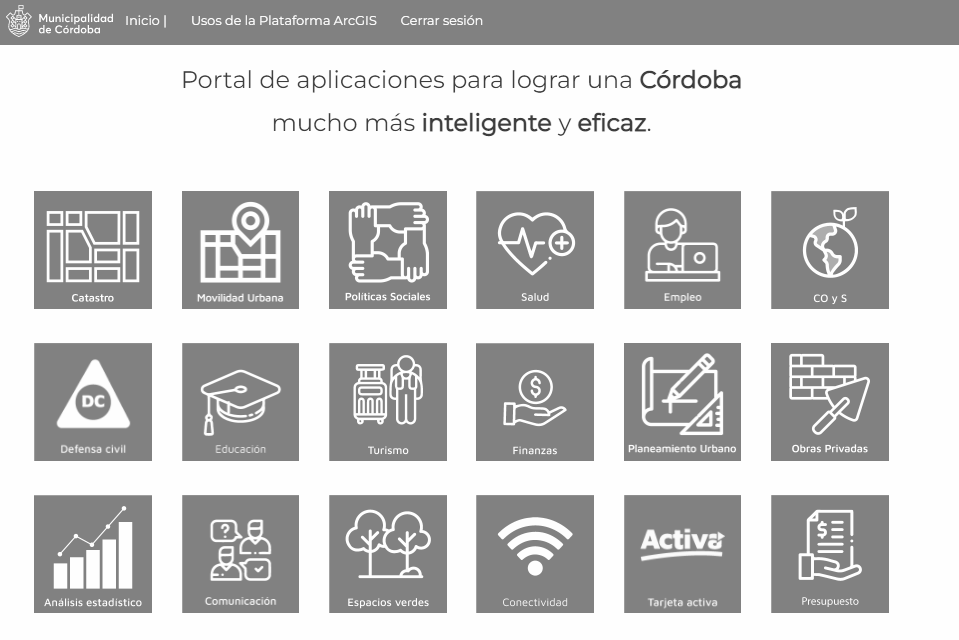 Municipalidad
de Córdoba
Inicio |
Usos de la Plataforma ArcGIS
Cerrar sesión
Portal de aplicaciones para lograr una Córdoba
mucho más inteligente y eficaz.
Catastro
Movilidad Urbana
Políticas Sociales
Salud
Empleo
CO y S
DC
Defensa civil
Educación
Turismo
$
Finanzas
Planeamiento Urbano
Obras Privadas
Análisis estadístico
?
Comunicación
Espacios verdes
Conectividad
Activa
Tarjeta activa
$
Presupuesto